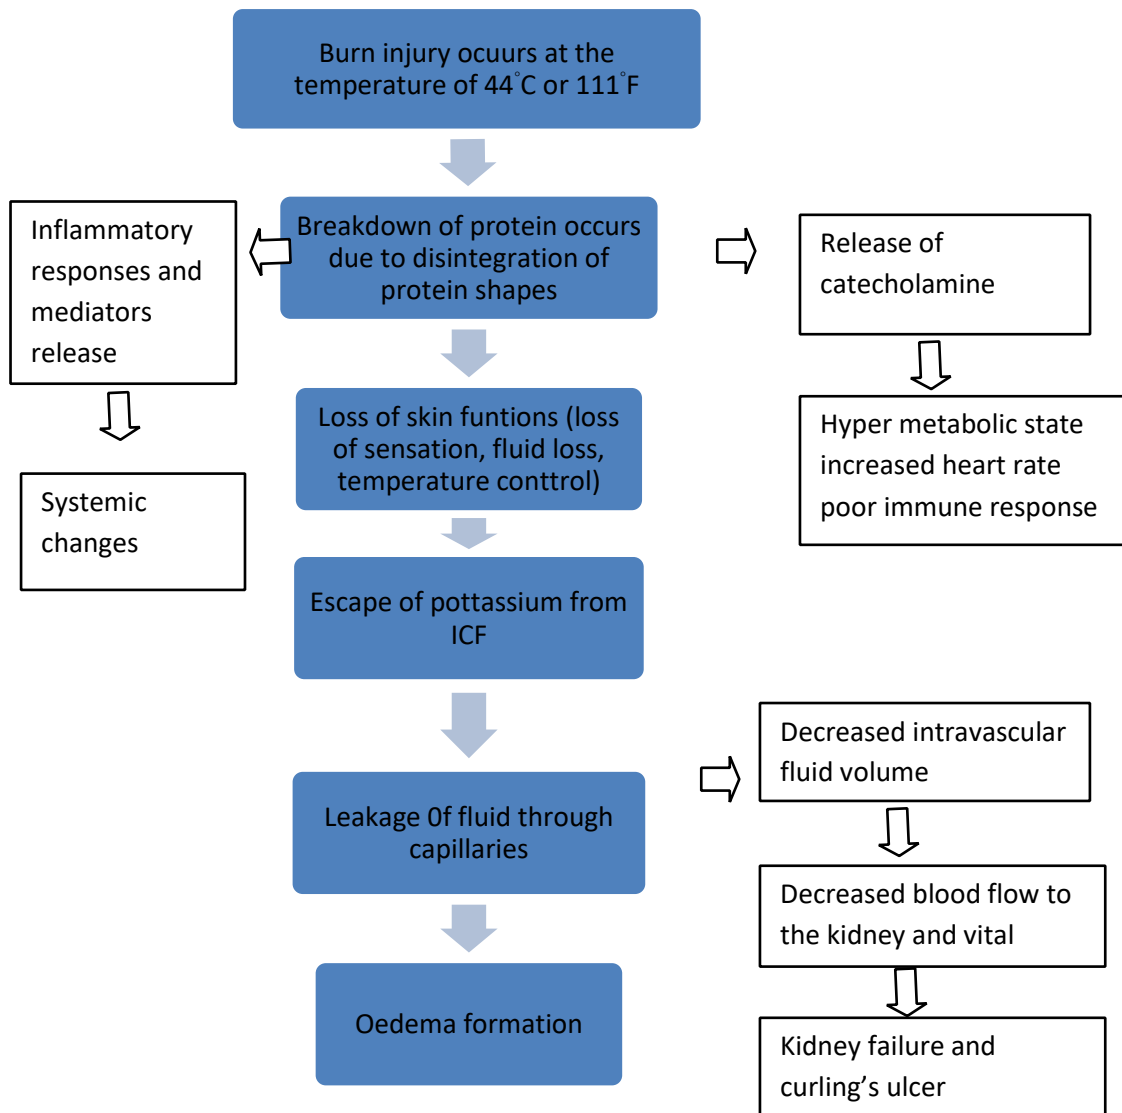 Burn injury ocuurs at the
temperature of 44°C or 111°F
Breakdown of protein occurs
due to disintegration of
protein shapes
Inflammatory
responses and
mediators
release
Systemic
changes
Release of
catecholamine
Hyper metabolic state
increased heart rate
poor immune response
Loss of skin funtions (loss
of sensation, fluid loss,
temperature conttrol)
Escape of pottassium from
ICF
Leakage 0f fluid through
capillaries
Decreased intravascular
fluid volume
Decreased blood flow to
the kidney and vital
Kidney failure and
curling’s ulcer
Oedema formation